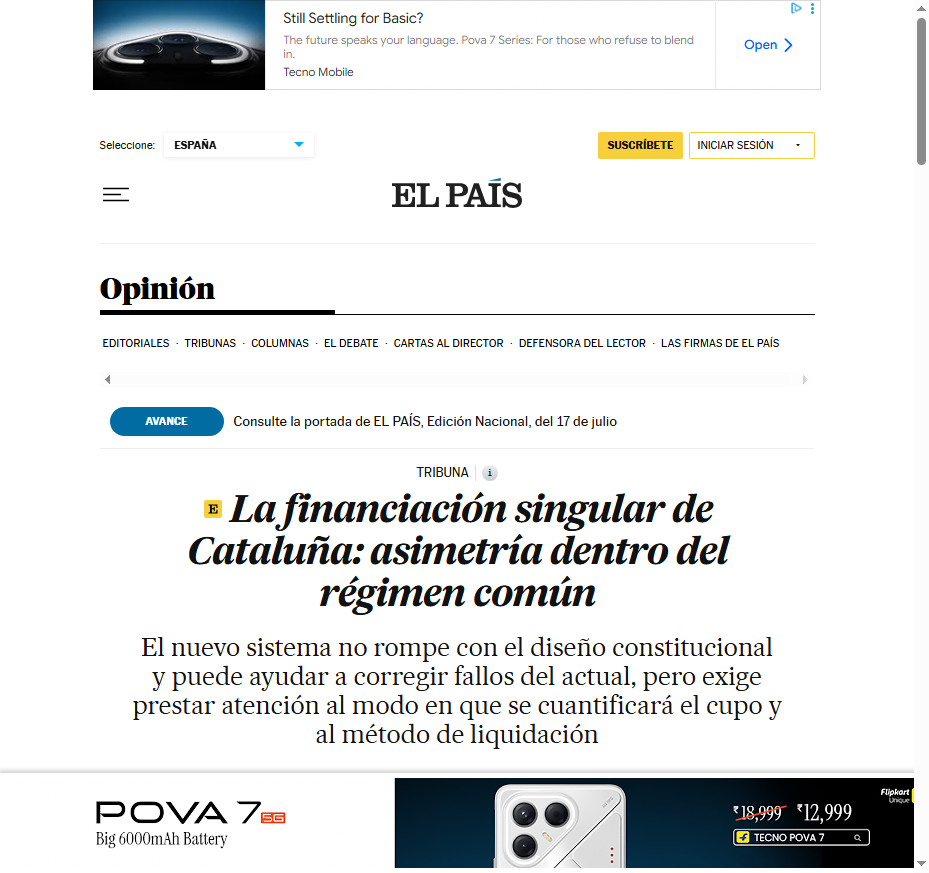 Still Settling for Basic?
The future speaks your language. Pova 7 Series: For those who refuse to blend
in.
Tecno Mobile
Open
Seleccione:
ESPAÑA
SUSCRÍBETE
INICIAR SESIÓN
EL PAÍS
Opinión
EDITORIALES · TRIBUNAS · COLUMNAS · EL DEBATE · CARTAS AL DIRECTOR · DEFENSORA DEL LECTOR · LAS FIRMAS DE EL PAÍS
AVANCE
Consulte la portada de EL PAÍS, Edición Nacional, del 17 de julio
TRIBUNA
i
E La financiación singular de
Cataluña: asimetría dentro del
régimen común
El nuevo sistema no rompe con el diseño constitucional
y puede ayudar a corregir fallos del actual, pero exige
prestar atención al modo en que se cuantificará el cupo y
al método de liquidación
POVA 7 5G
Big 6000mAh Battery
₹18,999 ₹12,999
TECNO POVA 7
Flipkart
Unique